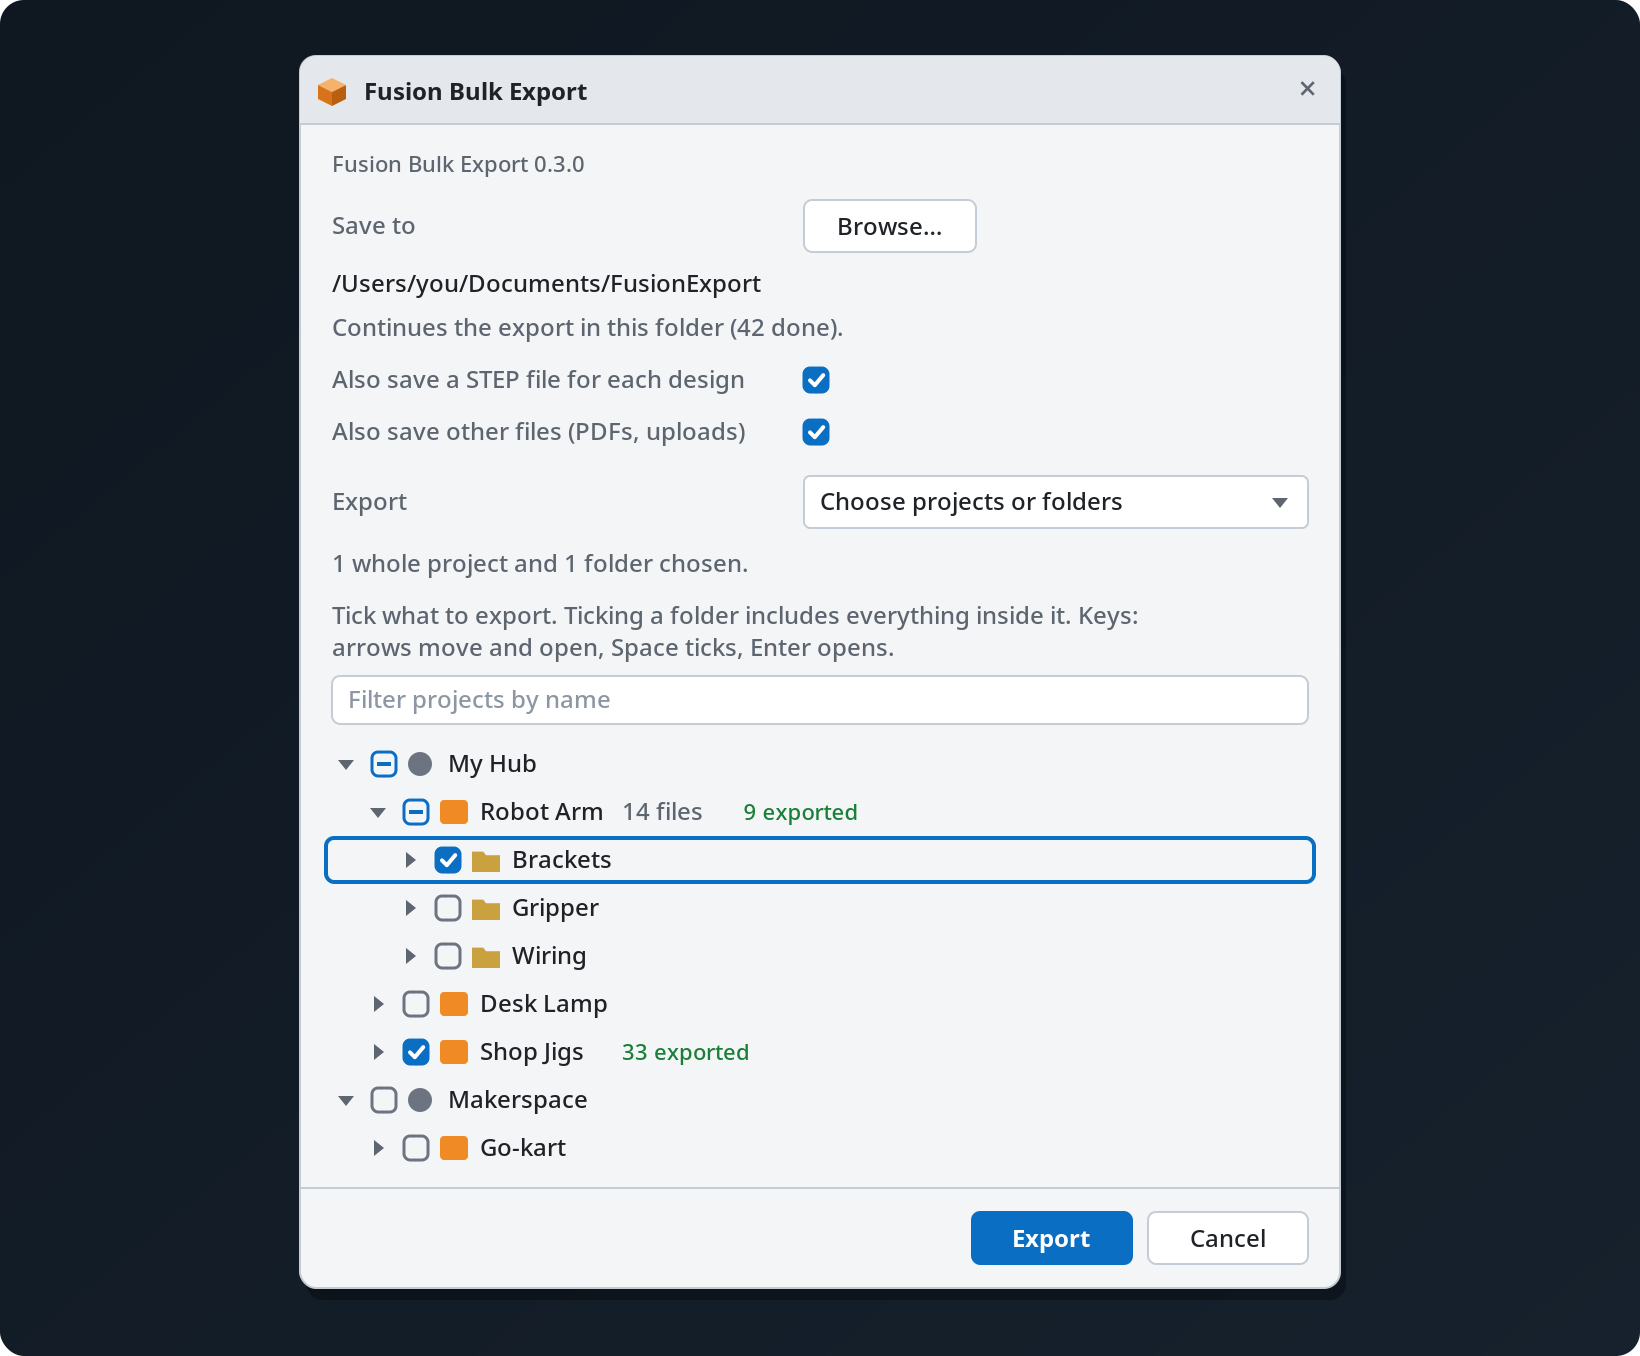 Fusion Bulk Export
Fusion Bulk Export 0.3.0
Save to
Browse...
/Users/you/Documents/FusionExport
Continues the export in this folder (42 done).
Also save a STEP file for each design
Also save other files (PDFs, uploads)
Export
Choose projects or folders
1 whole project and 1 folder chosen.
Tick what to export. Ticking a folder includes everything inside it. Keys:
arrows move and open, Space ticks, Enter opens.
Filter projects by name
My Hub
Robot Arm 14 files 9 exported
Brackets
Gripper
Wiring
Desk Lamp
Shop Jigs 33 exported
Makerspace
Go-kart
Export
Cancel